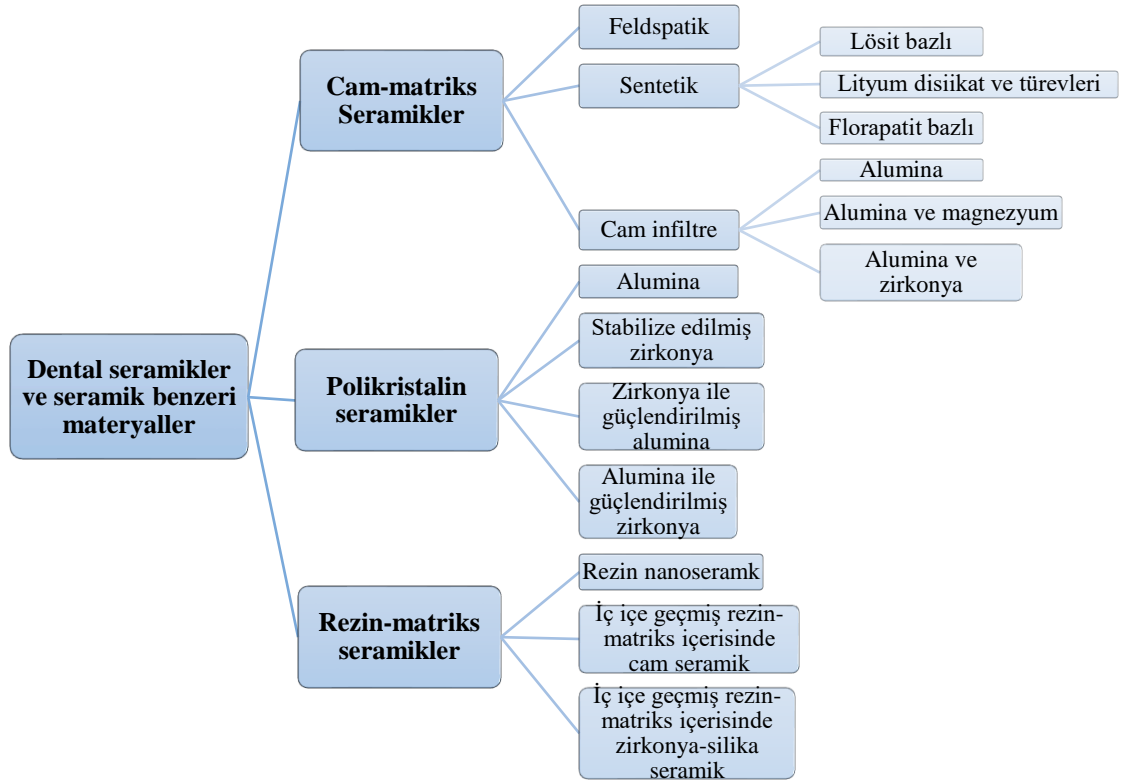 Dental seramikler
ve seramik benzeri
materyaller
Cam-matriks
Seramikler
Feldspatik
Sentetik
Lösit bazlı
Lityum disiikat ve türevleri
Florapatit bazlı
Cam infiltre
Alumina
Alumina ve magnezyum
Alumina ve
zirkonya
Polikristalin
seramikler
Alumina
Stabilize edilmiş
zirkonya
Zirkonya ile
güçlendirilmiş
alumina
Alumina ile
güçlendirilmiş
zirkonya
Rezin-matriks
seramikler
Rezin nanoseramk
İç içe geçmiş rezin-
matriks içerisinde
cam seramik
İç içe geçmiş rezin-
matriks içerisinde
zirkonya-silika
seramik